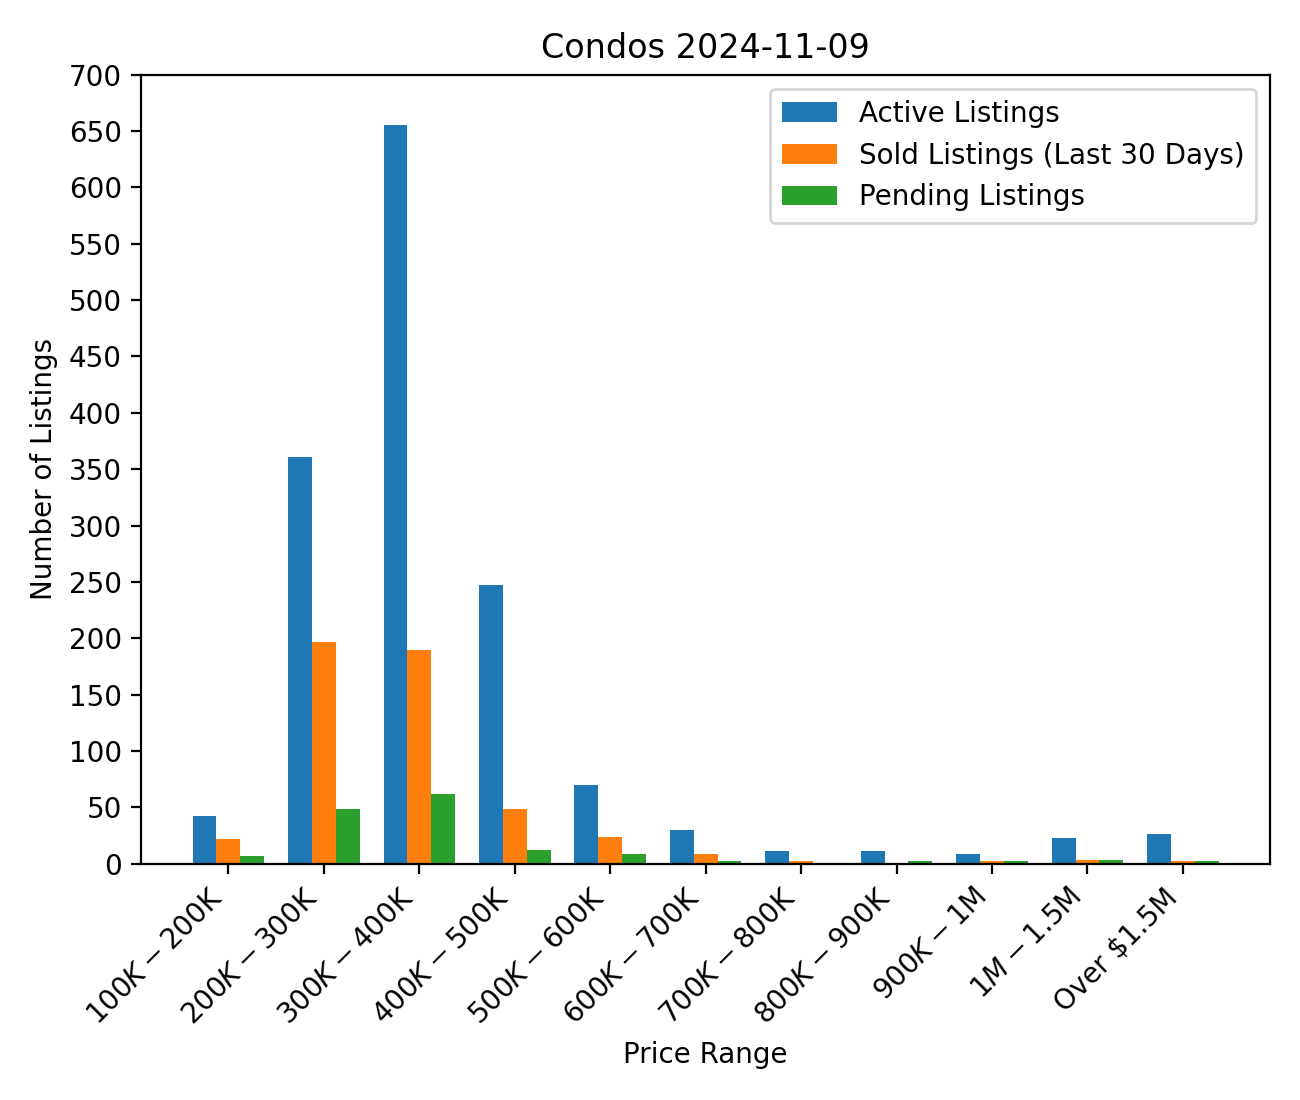 Condos 2024-11-09
700
650
600
550
500
450
400
350
300
250
200
150
100
50
0
Number of Listings
Active Listings
Sold Listings (Last 30 Days)
Pending Listings
100K − 200K
200K − 300K
300K − 400K
400K − 500K
500K − 600K
600K − 700K
700K − 800K
800K − 900K
900K − 1M
1M − 1.5M
Over $1.5M
Price Range